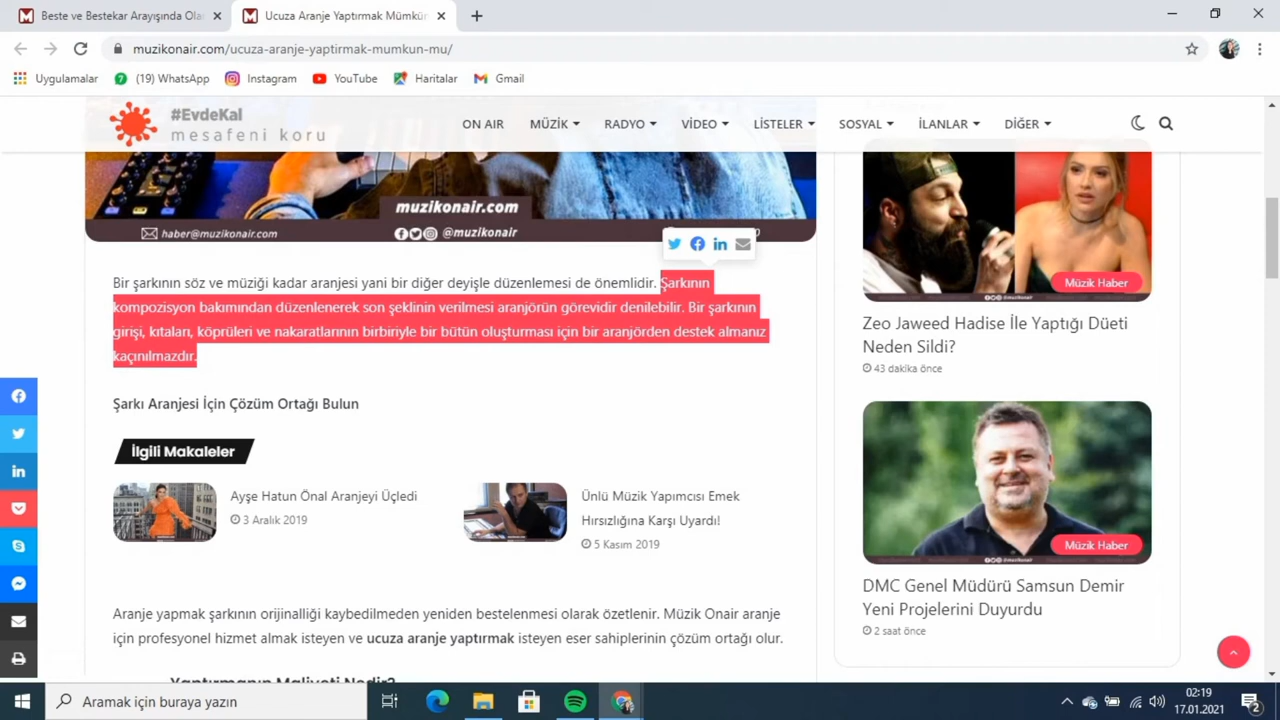 Beste ve Bestekar Arayışında Ola
Ucuza Aranje Yaptırmak Mümkün
muzikonair.com/ucuza-aranje-yaptirmak-mumkun-mu/
Uygulamalar
(19) WhatsApp
Instagram
YouTube
Haritalar
Gmail
#EvdeKal
mesafeni koru
ON AIR
MÜZİK
RADYO
VİDEO
LİSTELER
SOSYAL
İLANLAR
DİĞER
muzikonair.com
haber@muzikonair.com
@muzikonair
Bir şarkının söz ve müziği kadar aranjesi yani bir diğer deyişle düzenlemesi de önemlidir. Şarkının
kompozisyon bakımından düzenlenerek son şeklinin verilmesi aranjörün görevidir denilebilir. Bir şarkının
girişi, kıtaları, köprüleri ve nakaratlarının birbiriyle bir bütün oluşturması için bir aranjörden destek almanız
kaçınılmazdır.
Şarkı Aranjesi İçin Çözüm Ortağı Bulun
İlgili Makaleler
Ayşe Hatun Önal Aranjeyi Üçledi
3 Aralık 2019
Ünlü Müzik Yapımcısı Emek
Hırsızlığına Karşı Uyardı!
5 Kasım 2019
Aranje yapmak şarkının orijinalliği kaybedilmeden yeniden bestelenmesi olarak özetlenir. Müzik Onair aranje
için profesyonel hizmet almak isteyen ve ucuza aranje yaptırmak isteyen eser sahiplerinin çözüm ortağı olur.
Yaptırmanın Maliyeti Nedir?
Müzik Haber
Zeo Jaweed Hadise İle Yaptığı Düeti
Neden Sildi?
43 dakika önce
Müzik Haber
DMC Genel Müdürü Samsun Demir
Yeni Projelerini Duyurdu
2 saat önce
Aramak için buraya yazın
02:19
17.01.2021
2